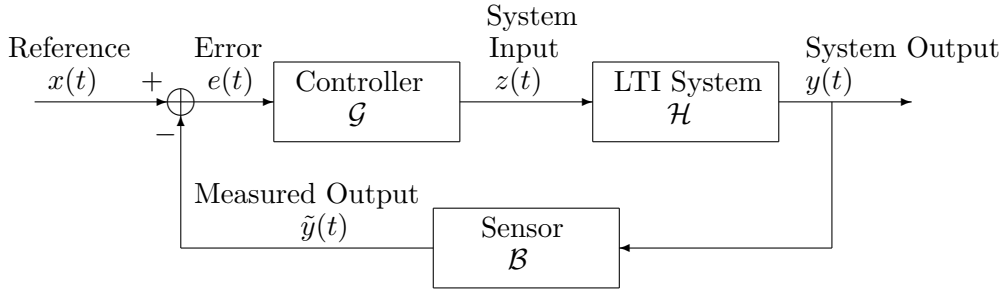 Reference
x(t)
+
−
Error
e(t)
Controller
𝒢
System
Input
z(t)
LTI System
ℋ
System Output
y(t)
Measured Output
ỹ(t)
Sensor
ℬ